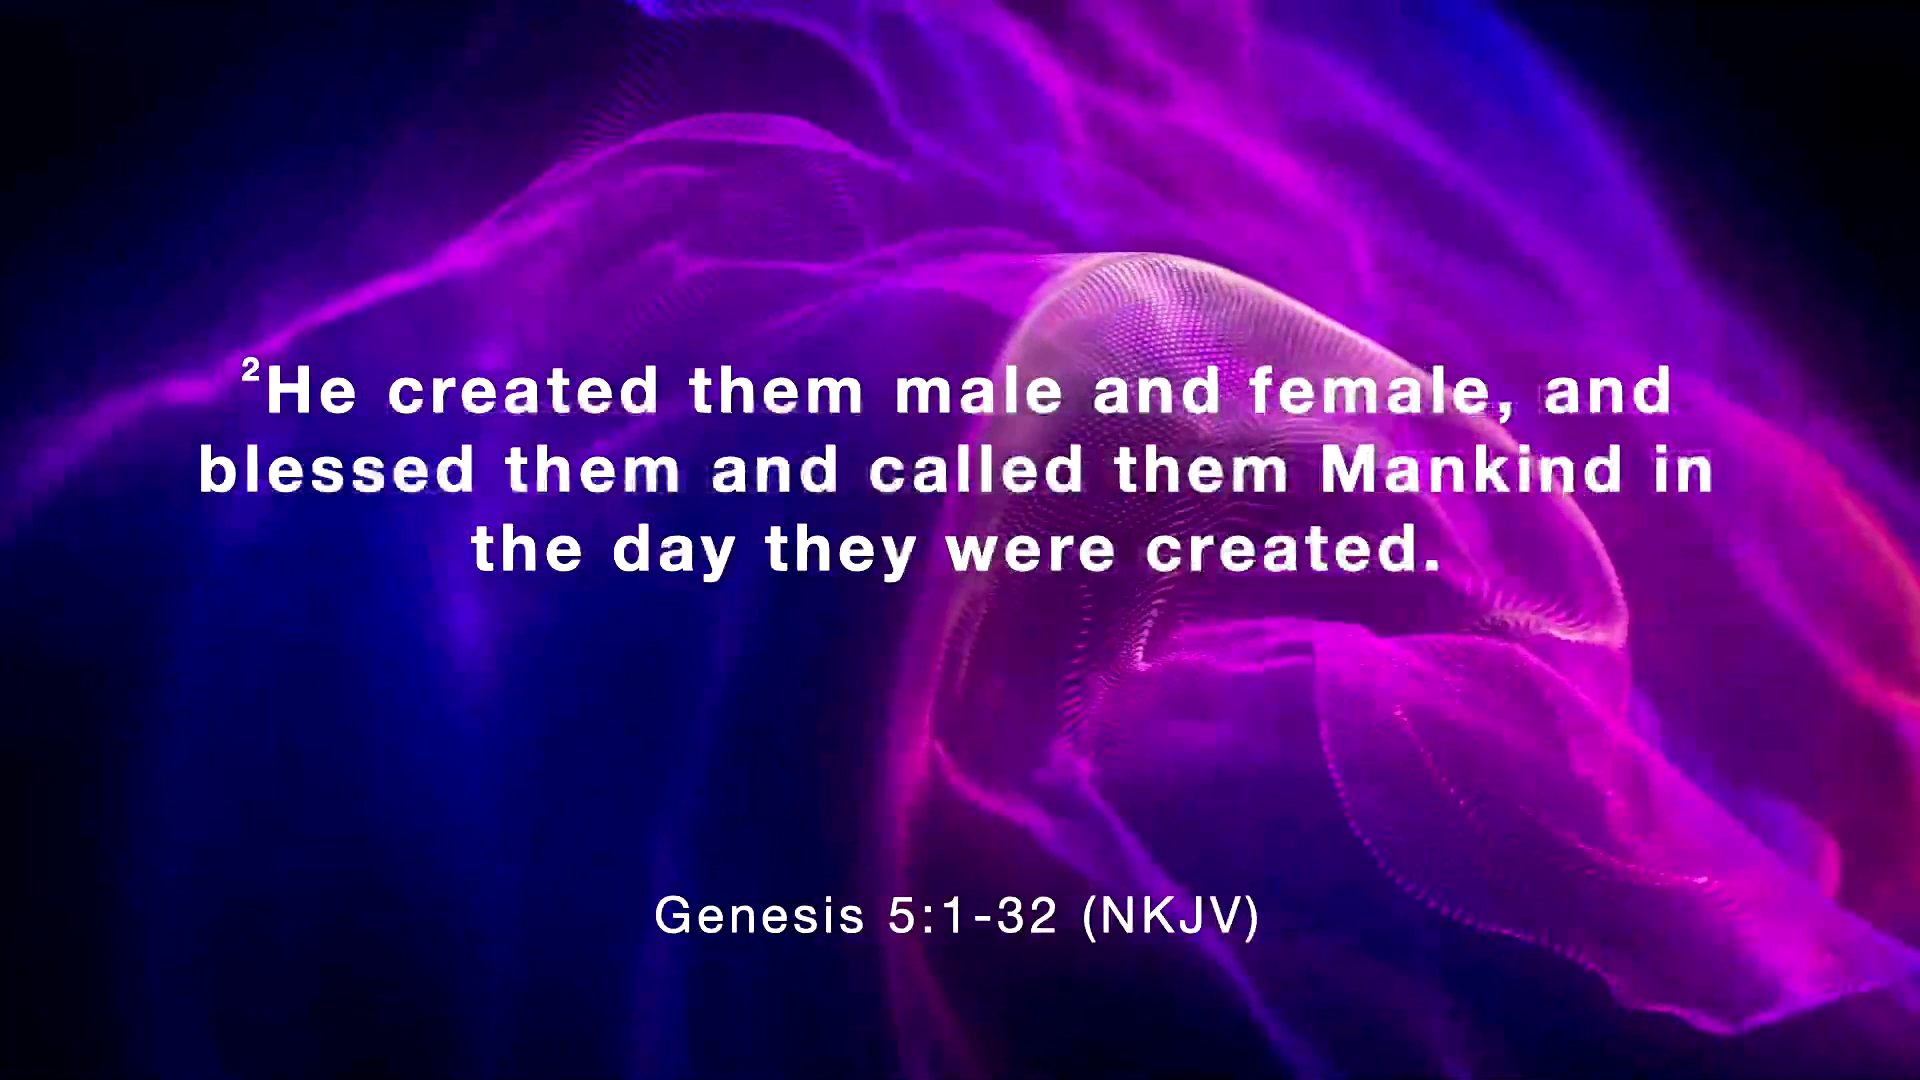 ²He created them male and female, and
blessed them and called them Mankind in
the day they were created.
Genesis 5:1-32 (NKJV)